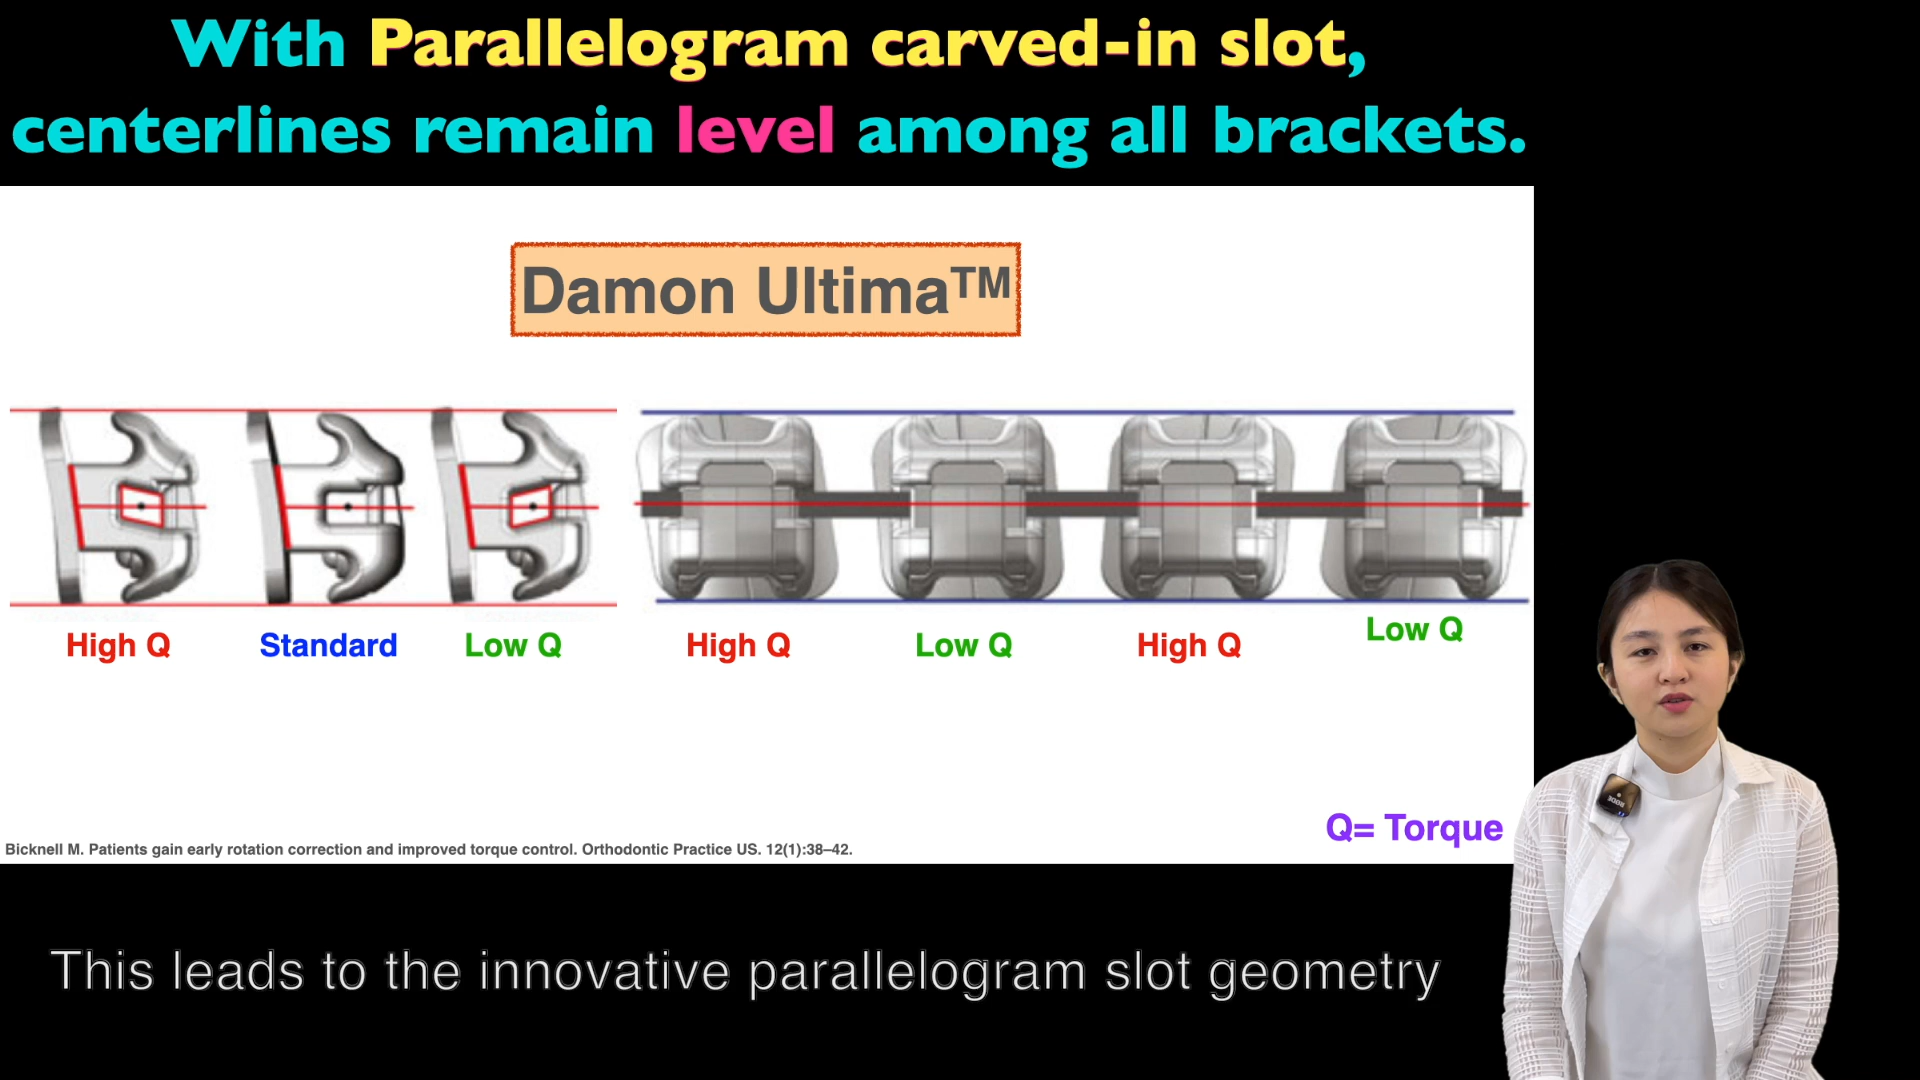 With Parallelogram carved-in slot,
centerlines remain level among all brackets.
Damon Ultima™
High Q
Standard
Low Q
High Q
Low Q
High Q
Low Q
Q= Torque
Bicknell M. Patients gain early rotation correction and improved torque control. Orthodontic Practice US. 12(1):38–42.
RODE
This leads to the innovative parallelogram slot geometry